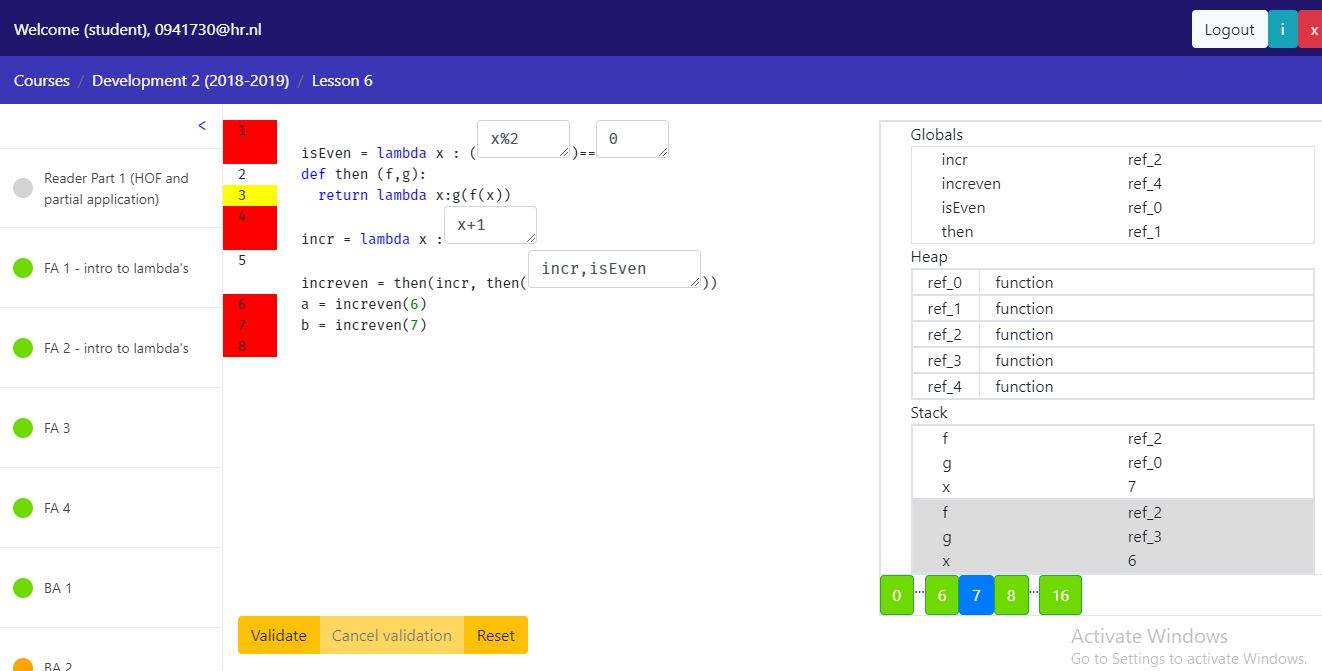 Welcome (student), 0941730@hr.nl
Logout i x
Courses / Development 2 (2018-2019) / Lesson 6
<
Reader Part 1 (HOF and
partial application)
FA 1 - intro to lambda's
FA 2 - intro to lambda's
FA 3
FA 4
BA 1
BA 2
1 isEven = lambda x : ( x%2 )== 0
2 def then (f,g):
3 return lambda x:g(f(x))
4 incr = lambda x : x+1
5 increven = then(incr, then( incr,isEven ))
6 a = increven(6)
7 b = increven(7)
8
Validate Cancel validation Reset
Globals
incr ref_2
increven ref_4
isEven ref_0
then ref_1
Heap
ref_0 function
ref_1 function
ref_2 function
ref_3 function
ref_4 function
Stack
f ref_2
g ref_0
x 7
f ref_2
g ref_3
x 6
0 ... 6 7 8 ... 16
Activate Windows
Go to Settings to activate Windows.